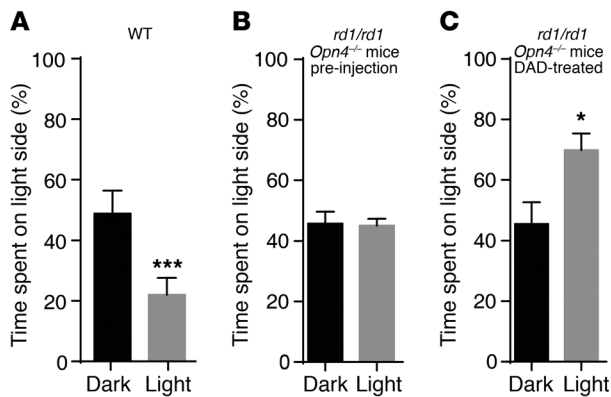 A
WT
Time spent on light side (%)
100
80
60
40
20
0
***
Dark Light
B
rd1/rd1
Opn4–/– mice
pre-injection
Time spent on light side (%)
100
80
60
40
20
0
Dark Light
C
rd1/rd1
Opn4–/– mice
DAD-treated
Time spent on light side (%)
100
80
60
40
20
0
*
Dark Light